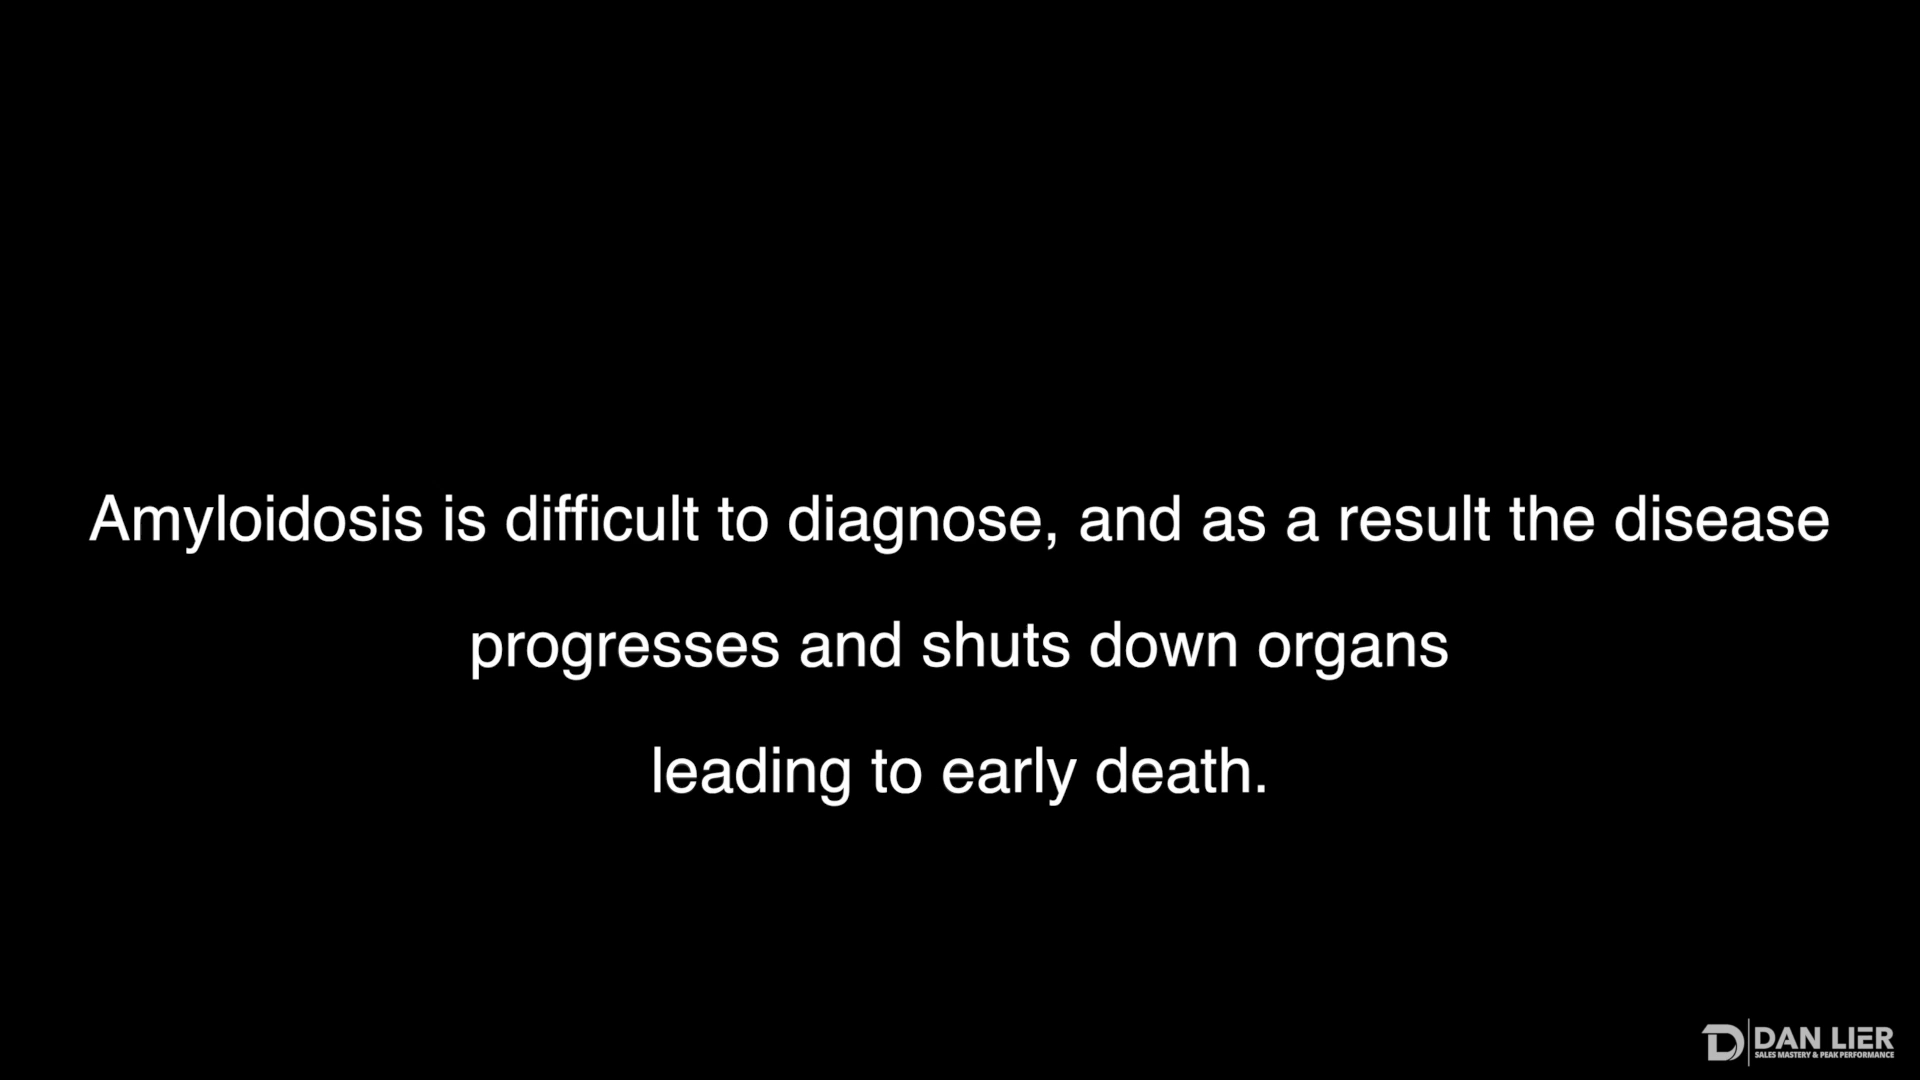 Amyloidosis is difficult to diagnose, and as a result the disease
progresses and shuts down organs
leading to early death.
DAN LIER
SALES MASTERY & PEAK PERFORMANCE